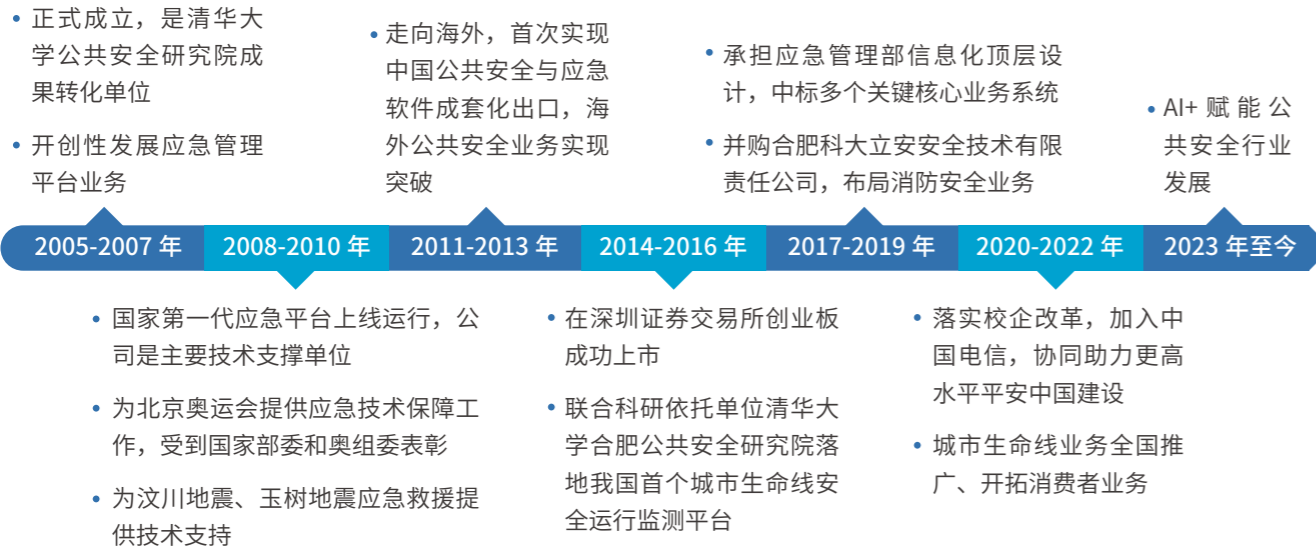 • 正式成立，是清华大
学公共安全研究院成
果转化单位
• 开创性发展应急管理
平台业务
• 走向海外，首次实现
中国公共安全与应急
软件成套化出口，海
外公共安全业务实现
突破
• 承担应急管理部信息化顶层设
计，中标多个关键核心业务系统
• 并购合肥科大立安安全技术有限
责任公司，布局消防安全业务
• AI+ 赋能公
共安全行业
发展
2005-2007 年
2008-2010 年
2011-2013 年
2014-2016 年
2017-2019 年
2020-2022 年
2023 年至今
• 国家第一代应急平台上线运行，公
司是主要技术支撑单位
• 为北京奥运会提供应急技术保障工
作，受到国家部委和奥组委表彰
• 为汶川地震、玉树地震应急救援提
供技术支持
• 在深圳证券交易所创业板
成功上市
• 联合科研依托单位清华大
学合肥公共安全研究院落
地我国首个城市生命线安
全运行监测平台
• 落实校企改革，加入中
国电信，协同助力更高
水平平安中国建设
• 城市生命线业务全国推
广、开拓消费者业务